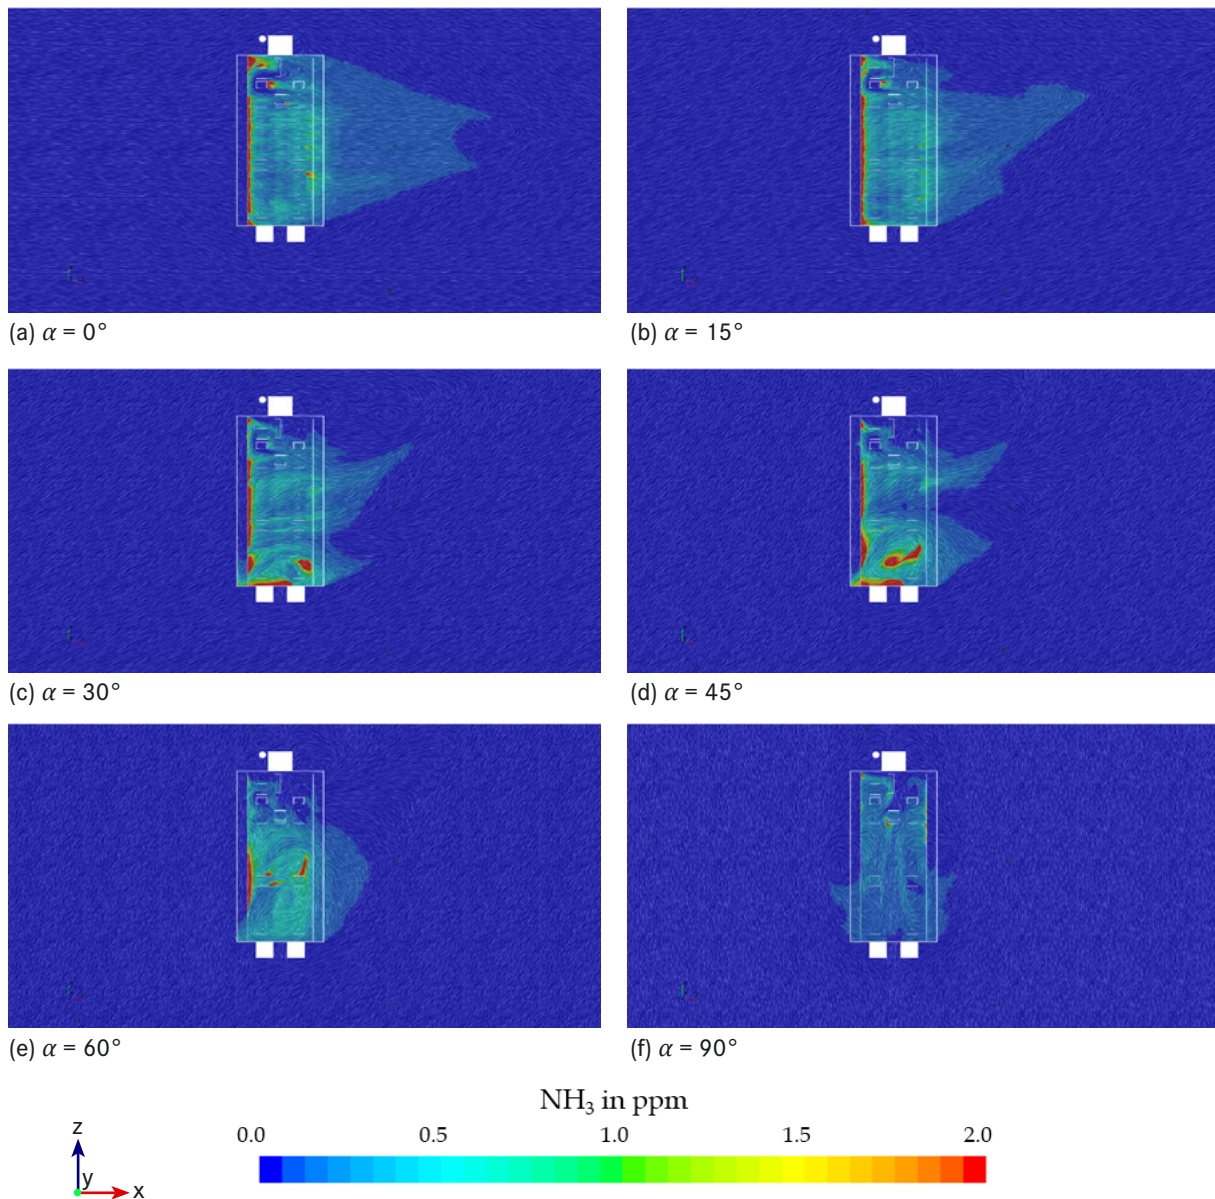 (a) α = 0°
(b) α = 15°
(c) α = 30°
(d) α = 45°
(e) α = 60°
(f) α = 90°
NH₃ in ppm
0.0 0.5 1.0 1.5 2.0
z
y
x